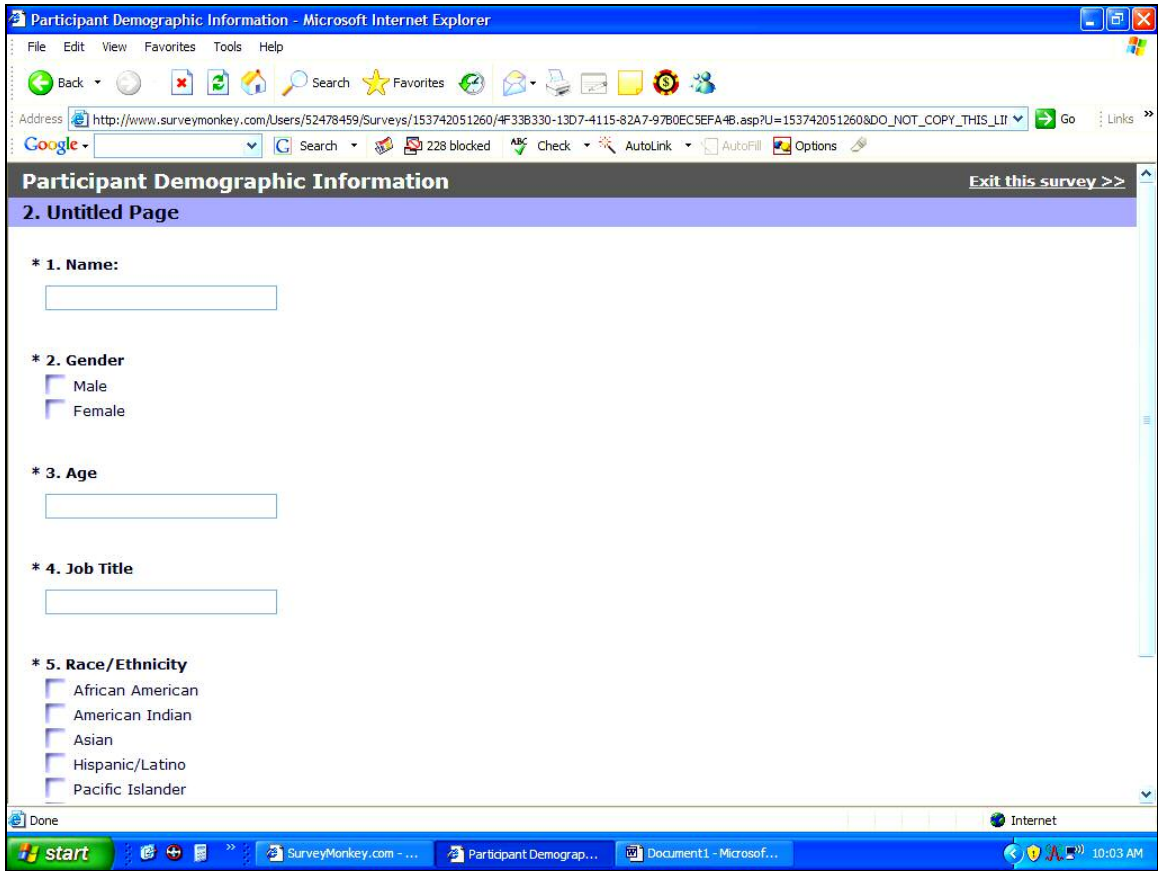 Participant Demographic Information - Microsoft Internet Explorer
File Edit View Favorites Tools Help
Back Search Favorites
Address http://www.surveymonkey.com/Users/52478459/Surveys/153742051260/4F33B330-13D7-4115-82A7-97B0EC5EFA4B.asp?U=153742051260&DO_NOT_COPY_THIS_LI Go Links »
Google Search 228 blocked ABC Check AutoLink AutoFill Options
Participant Demographic Information Exit this survey >>
2. Untitled Page
* 1. Name:
* 2. Gender
Male
Female
* 3. Age
* 4. Job Title
* 5. Race/Ethnicity
African American
American Indian
Asian
Hispanic/Latino
Pacific Islander
Done Internet
start » SurveyMonkey.com - ... Participant Demograp... Document1 - Microsof... 10:03 AM